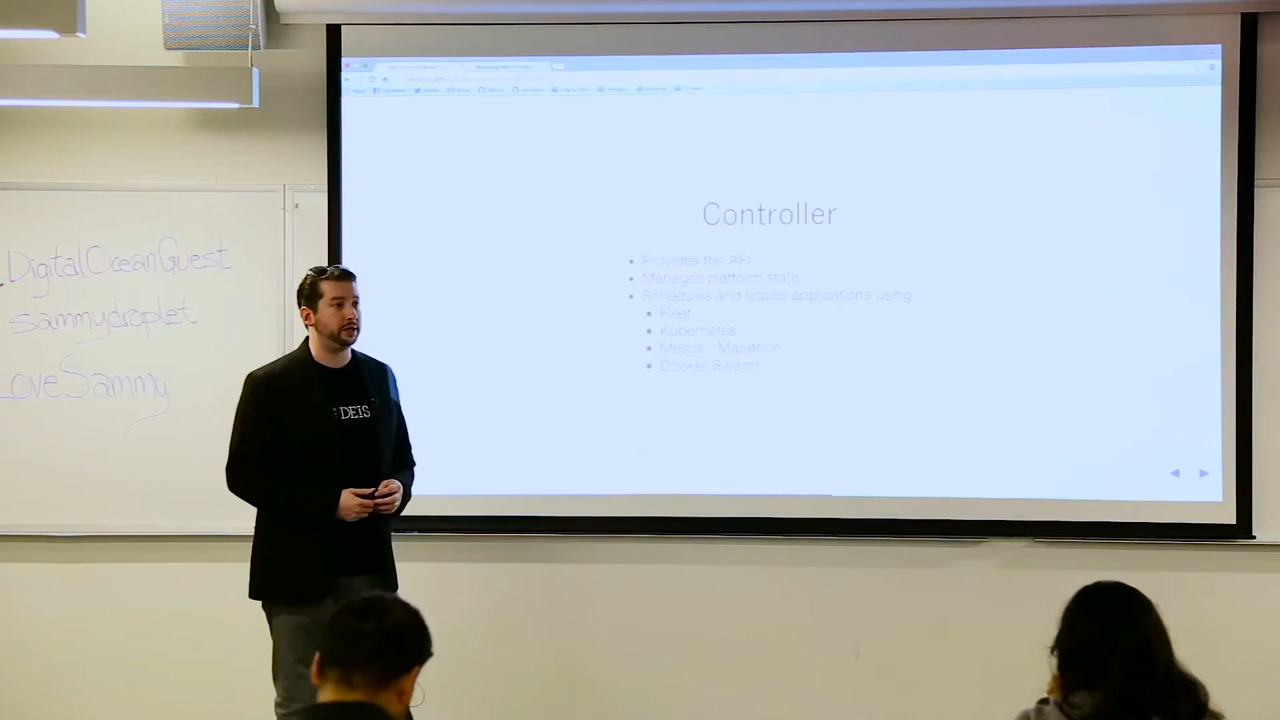 .DigitalOceanGuest
sammydroplet
LoveSammy
DEIS
Controller
Provides the API
Manages platform state
Schedules and scales applications using
Fleet
Kubernetes
Mesos Marathon
Docker Swarm